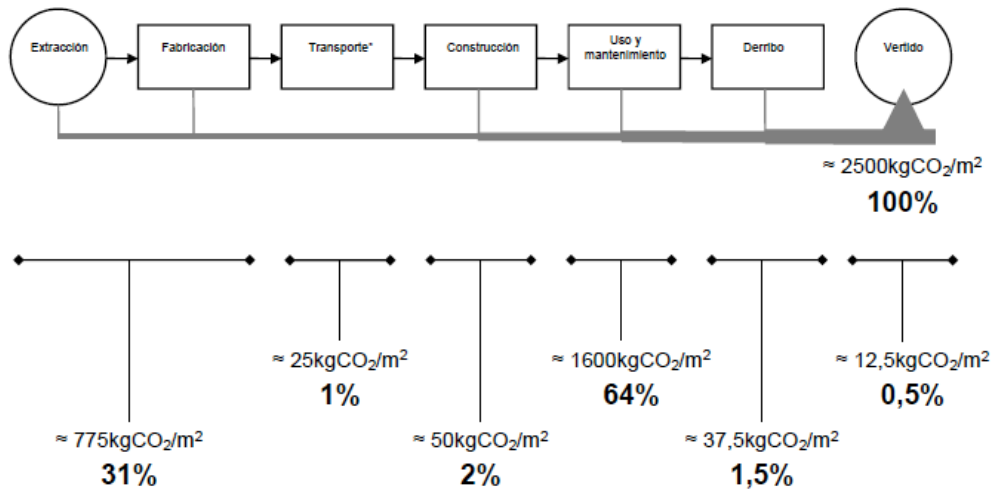 Extracción
Fabricación
Transporte*
Construcción
Uso y
mantenimiento
Derribo
Vertido
≈ 2500kgCO₂/m²
100%
≈ 25kgCO₂/m²
1%
≈ 1600kgCO₂/m²
64%
≈ 12,5kgCO₂/m²
0,5%
≈ 775kgCO₂/m²
31%
≈ 50kgCO₂/m²
2%
≈ 37,5kgCO₂/m²
1,5%